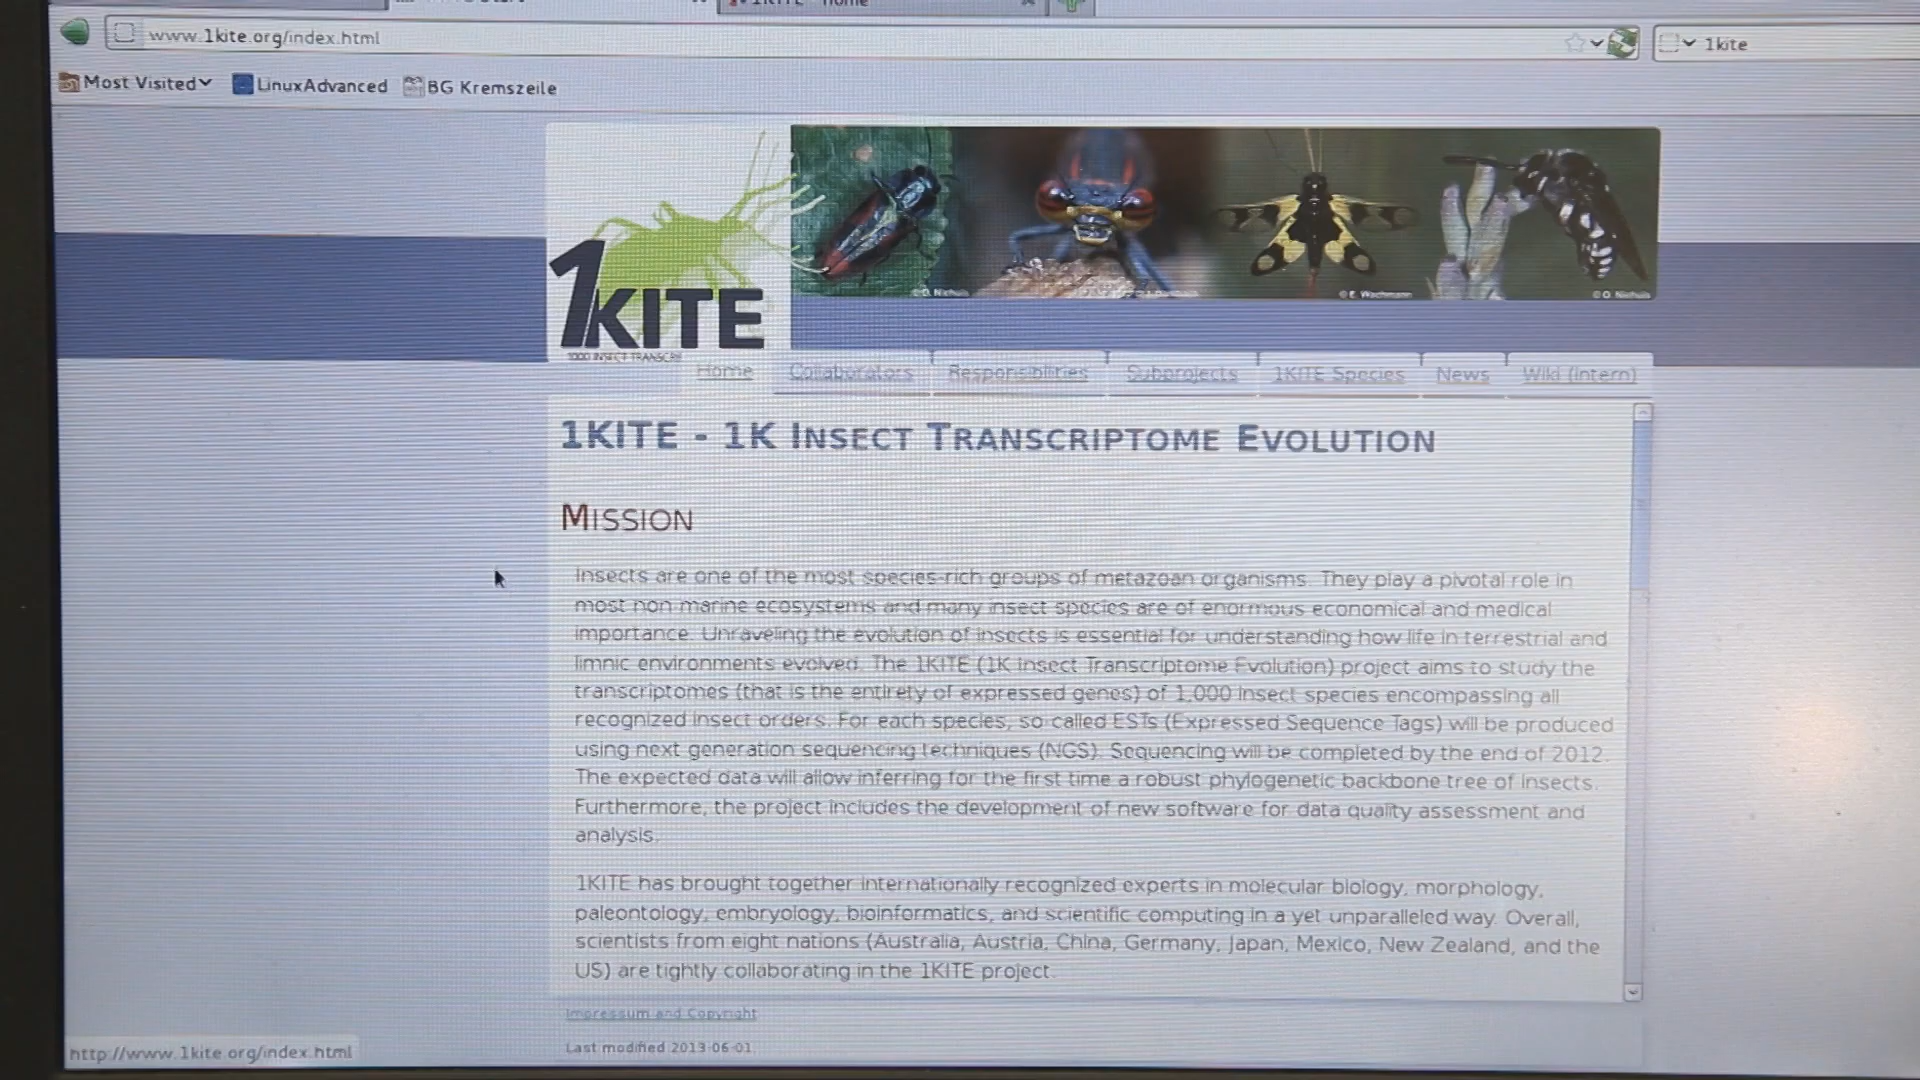 1KITE Home
www.1kite.org/index.html
1kite
Most Visited LinuxAdvanced BG Kremszeile
© E. Wachmann © O. Niehuis
1KITE
1000 INSECT
Home Collaborators Responsibilities Subprojects 1KITE Species News Wiki (intern)
1KITE - 1K Insect Transcriptome Evolution
Mission
Insects are one of the most species-rich groups of metazoan organisms. They play a pivotal role in
most non marine ecosystems and many insect species are of enormous economical and medical
importance. Unraveling the evolution of insects is essential for understanding how life in terrestrial and
limnic environments evolved. The 1KITE (1K Insect Transcriptome Evolution) project aims to study the
transcriptomes (that is the entirety of expressed genes) of 1,000 insect species encompassing all
recognized insect orders. For each species, so called ESTs (Expressed Sequence Tags) will be produced
using next generation sequencing techniques (NGS). Sequencing will be completed by the end of 2012.
The expected data will allow inferring for the first time a robust phylogenetic backbone tree of insects.
Furthermore, the project includes the development of new software for data quality assessment and
analysis.
1KITE has brought together internationally recognized experts in molecular biology, morphology,
paleontology, embryology, bioinformatics, and scientific computing in a yet unparalleled way. Overall,
scientists from eight nations (Australia, Austria, China, Germany, Japan, Mexico, New Zealand, and the
US) are tightly collaborating in the 1KITE project.
Impressum and Copyright
Last modified 2013-06-01
http://www.1kite.org/index.html